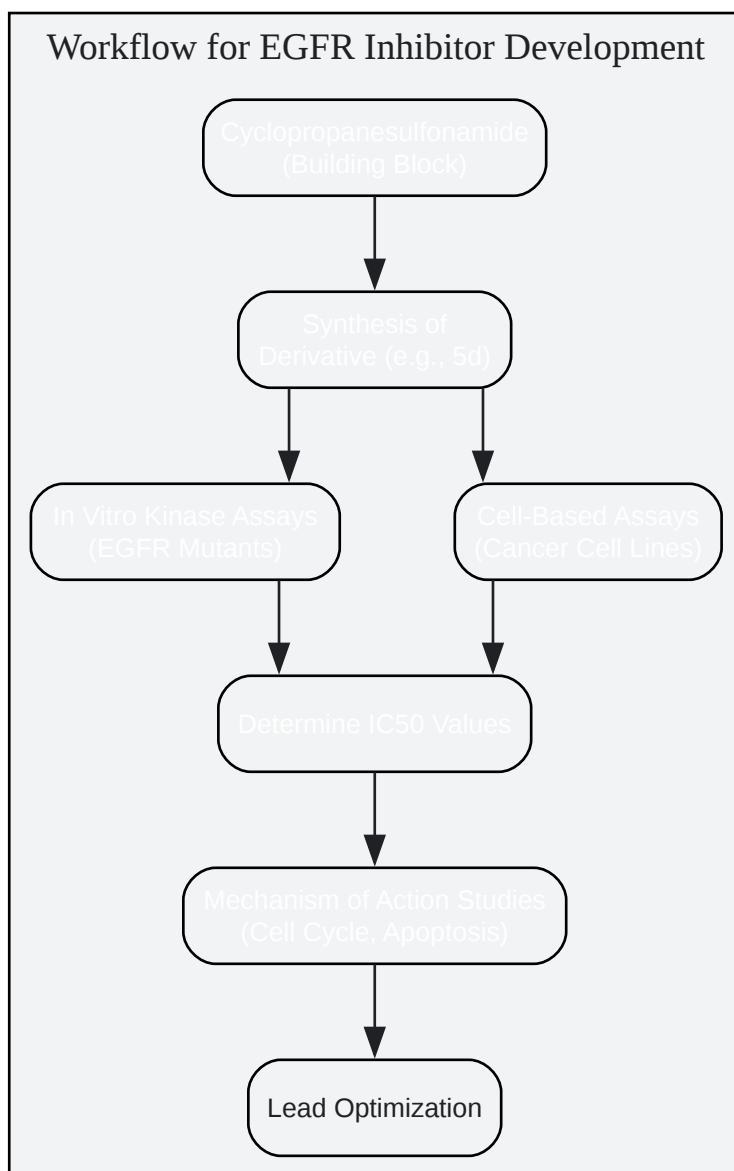 Workflow for EGFR Inhibitor Development
Cyclopropanesulfonamide
(Building Block)
Synthesis of
Derivative (e.g., 5d)
In Vitro Kinase Assays
(EGFR Mutants)
Cell-Based Assays
(Cancer Cell Lines)
Determine IC50 Values
Mechanism of Action Studies
(Cell Cycle, Apoptosis)
Lead Optimization